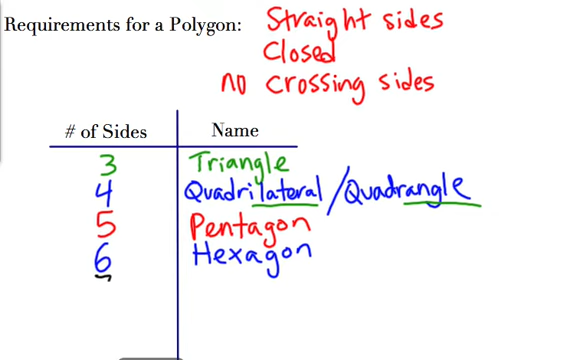 Requirements for a Polygon: Straight sides
Closed
no crossing sides
# of Sides Name
3 Triangle
4 Quadrilateral / Quadrangle
5 Pentagon
6 Hexagon